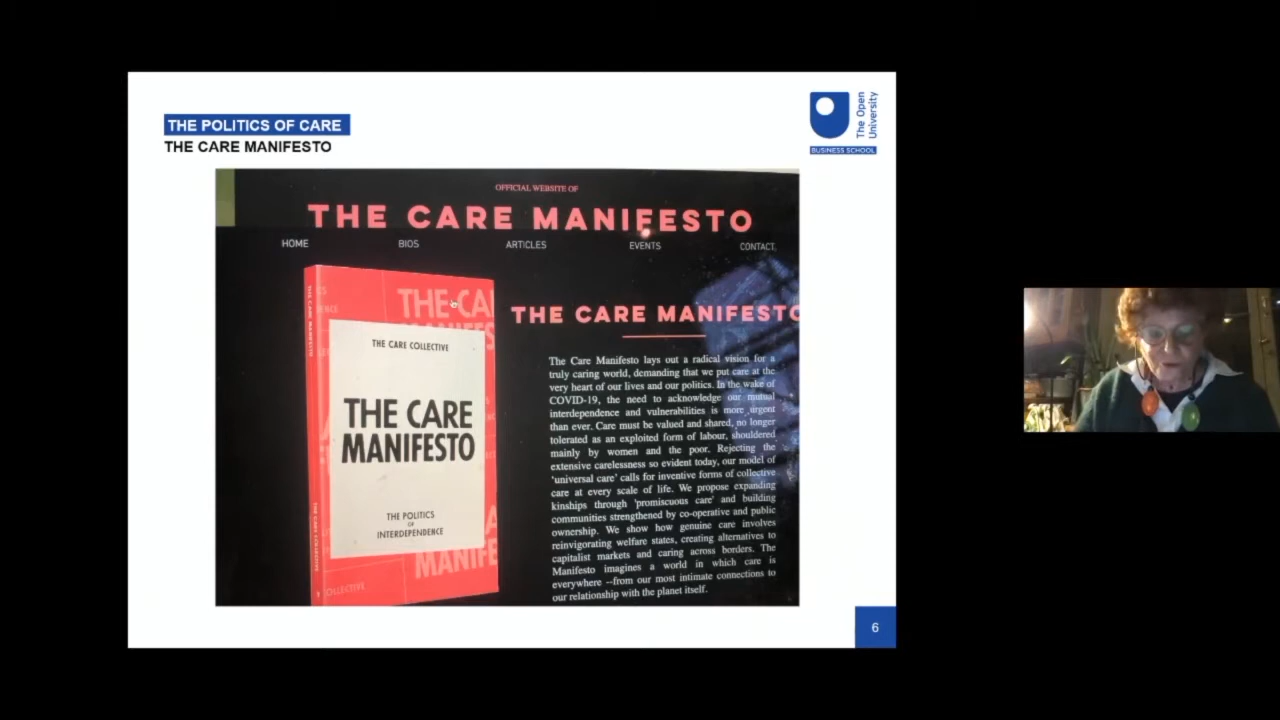 THE POLITICS OF CARE
THE CARE MANIFESTO
The Open
University
BUSINESS SCHOOL
OFFICIAL WEBSITE OF
THE CARE MANIFESTO
HOME
BIOS
ARTICLES
EVENTS
CONTACT
THE CA
MANIFES
THE CARE COLLECTIVE
THE CARE
MANIFESTO
THE POLITICS
OF
INTERDEPENDENCE
MANIFE
COLLECTIVE
THE CARE MANIFESTO
The Care Manifesto lays out a radical vision for a
truly caring world, demanding that we put care at the
very heart of our lives and our politics. In the wake of
COVID-19, the need to acknowledge our mutual
interdependence and vulnerabilities is more urgent
than ever. Care must be valued and shared, no longer
tolerated as an exploited form of labour, shouldered
mainly by women and the poor. Rejecting the
extensive carelessness so evident today, our model of
'universal care' calls for inventive forms of collective
care at every scale of life. We propose expanding
kinships through 'promiscuous care' and building
communities strengthened by co-operative and public
ownership. We show how genuine care involves
reinvigorating welfare states, creating alternatives to
capitalist markets and caring across borders. The
Manifesto imagines a world in which care is
everywhere --from our most intimate connections to
our relationship with the planet itself.
6